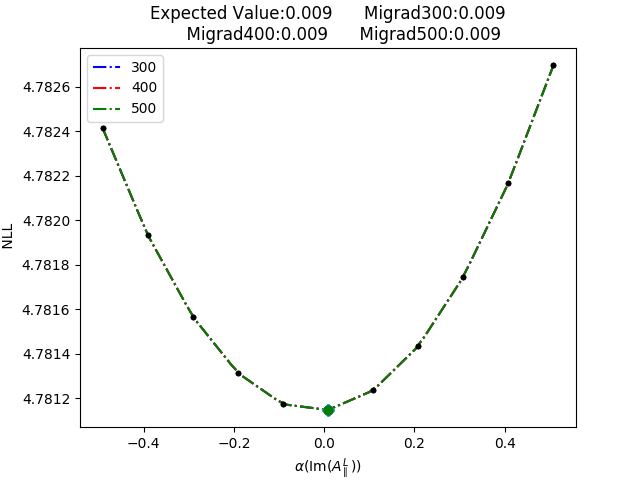 Expected Value:0.009 Migrad300:0.009
Migrad400:0.009 Migrad500:0.009
300
400
500
4.7826
4.7824
4.7822
4.7820
4.7818
4.7816
4.7814
4.7812
NLL
−0.4 −0.2 0.0 0.2 0.4
α(Im(A∥^L))